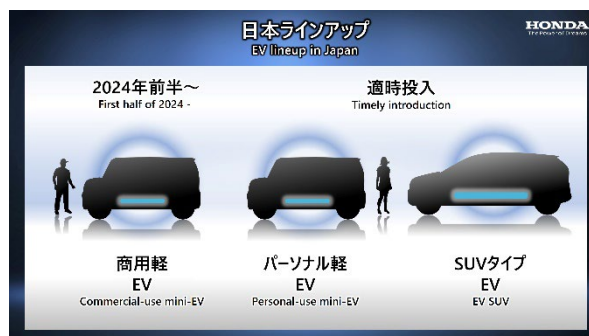 日本ラインアップ
EV lineup in Japan
HONDA
The Power of Dreams
2024年前半～
First half of 2024 -
適時投入
Timely introduction
商用軽
EV
Commercial-use mini-EV
パーソナル軽
EV
Personal-use mini-EV
SUVタイプ
EV
EV SUV